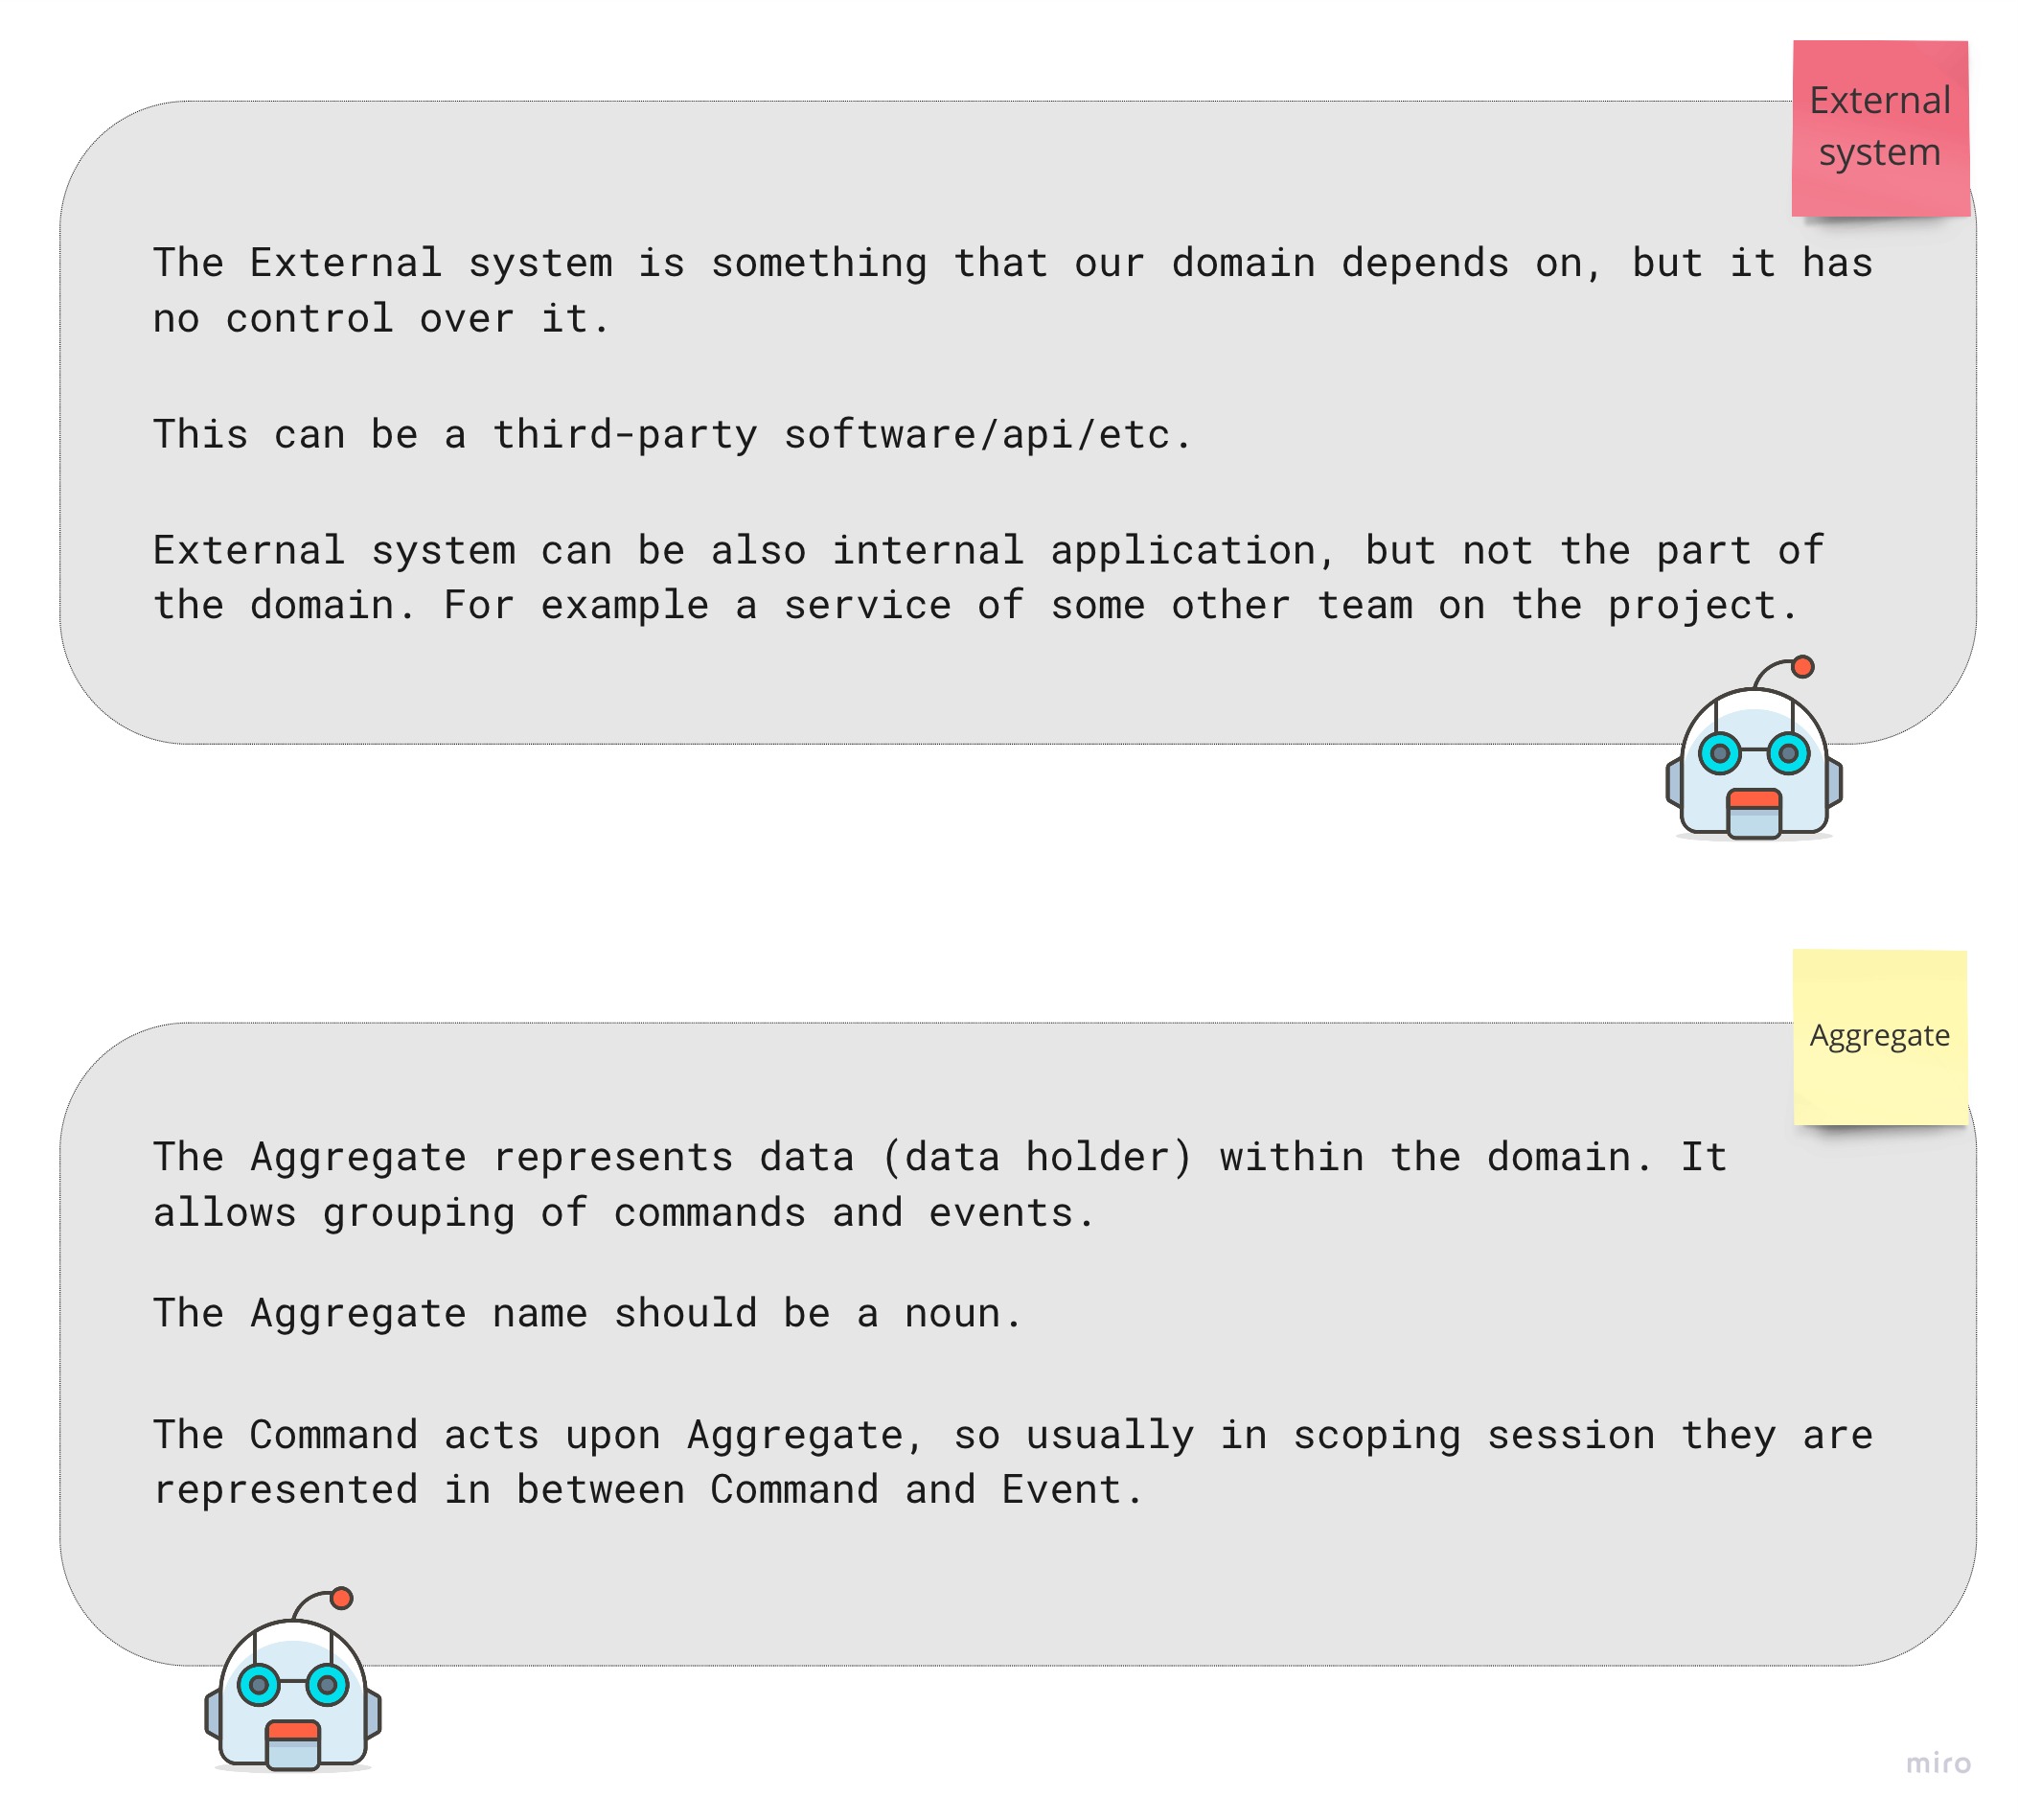 External
system
The External system is something that our domain depends on, but it has
no control over it.
This can be a third-party software/api/etc.
External system can be also internal application, but not the part of
the domain. For example a service of some other team on the project.
Aggregate
The Aggregate represents data (data holder) within the domain. It
allows grouping of commands and events.
The Aggregate name should be a noun.
The Command acts upon Aggregate, so usually in scoping session they are
represented in between Command and Event.
miro